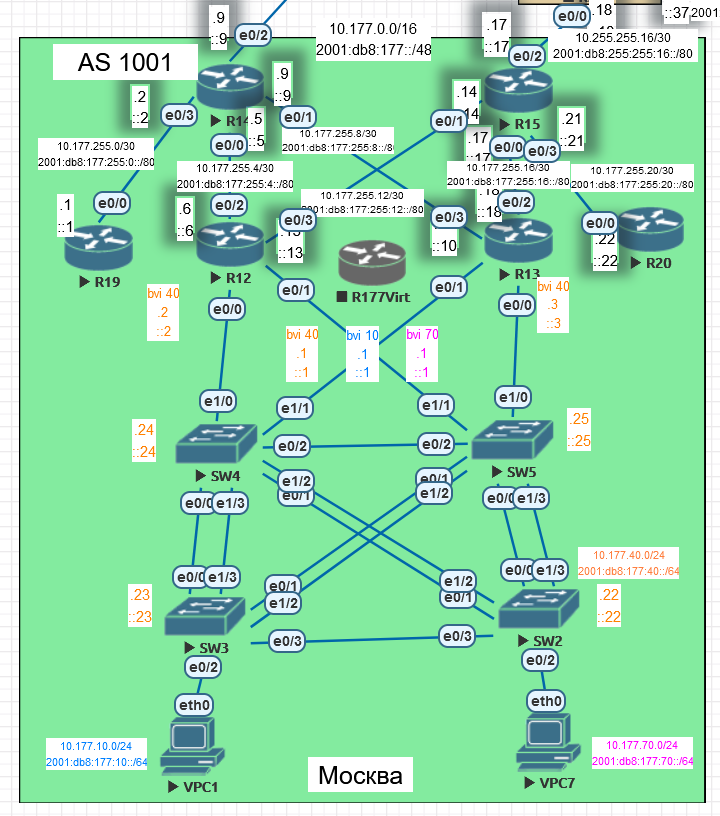 .9
::9
e0/2
10.177.0.0/16
2001:db8:177::/48
.17
::17
e0/0
.18
::37
2001
10.255.255.16/30
2001:db8:255:255:16::/80
e0/2
AS 1001
.2
::2
e0/3
.9
::9
R14
.5
::5
e0/1
e0/0
.14
e0/1
R15
.21
::21
.17
e0/0
e0/3
10.177.255.0/30
2001:db8:177:255:0::/80
10.177.255.8/30
2001:db8:177:255:8::/80
10.177.255.4/30
2001:db8:177:255:4::/80
10.177.255.16/30
2001:db8:177:255:16::/80
10.177.255.20/30
2001:db8:177:255:20::/80
10.177.255.12/30
2001:db8:177:255:12::/80
.1
::1
e0/0
R19
.6
::6
e0/2
e0/3
::13
R12
R177Virt
e0/3
::10
::18
e0/2
R13
e0/0
.22
::22
R20
bvi 40
.2
::2
e0/0
e0/1
e0/1
e0/0
bvi 40
.3
::3
bvi 40
.1
::1
bvi 10
.1
::1
bvi 70
.1
::1
e1/0
e1/1
e1/1
e1/0
.24
::24
SW4
e0/2
e0/2
SW5
.25
::25
e1/2
e0/1
e0/1
e1/2
e0/0
e1/3
e0/0
e1/3
10.177.40.0/24
2001:db8:177:40::/64
e0/0
e1/3
e0/1
e1/2
e1/2
e0/1
e0/0
e1/3
.23
::23
SW3
e0/3
e0/3
SW2
.22
::22
e0/2
e0/2
eth0
eth0
10.177.10.0/24
2001:db8:177:10::/64
VPC1
Москва
10.177.70.0/24
2001:db8:177:70::/64
VPC7